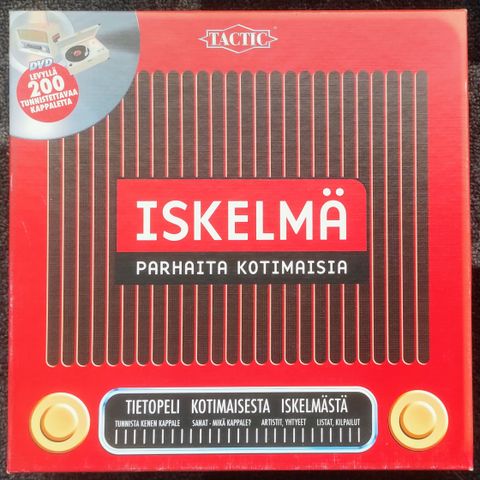 TACTIC
DVD
LEVYLLÄ
200
TUNNISTETTAVAA
KAPPALETTA
ISKELMÄ
PARHAITA KOTIMAISIA
TIETOPELI KOTIMAISESTA ISKELMÄSTÄ
TUNNISTA KENEN KAPPALE SANAT - MIKÄ KAPPALE? ARTISTIT, YHTYEET LISTAT, KILPAILUT